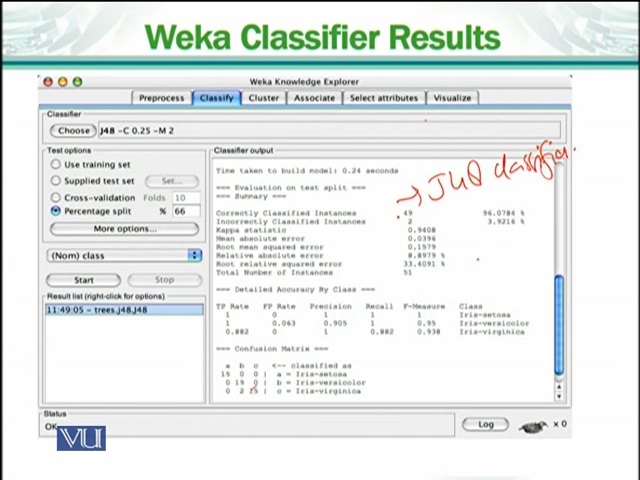 Weka Classifier Results
Weka Knowledge Explorer
Preprocess Classify Cluster Associate Select attributes Visualize
Classifier
Choose J48 -C 0.25 -M 2
Test options
Use training set
Supplied test set Set...
Cross-validation Folds 10
Percentage split % 66
More options...
(Nom) class
Start Stop
Result list (right-click for options)
11:49:05 - trees.j48.J48
Classifier output
Time taken to build model: 0.24 seconds
=== Evaluation on test split ===
=== Summary ===
Correctly Classified Instances 49 96.0784 %
Incorrectly Classified Instances 2 3.9216 %
Kappa statistic 0.9408
Mean absolute error 0.0396
Root mean squared error 0.1579
Relative absolute error 8.8979 %
Root relative squared error 33.4091 %
Total Number of Instances 51
=== Detailed Accuracy By Class ===
TP Rate FP Rate Precision Recall F-Measure Class
1 0 1 1 1 Iris-setosa
1 0.063 0.905 1 0.95 Iris-versicolor
0.882 0 1 0.882 0.938 Iris-virginica
=== Confusion Matrix ===
a b c <-- classified as
15 0 0 | a = Iris-setosa
0 19 0 | b = Iris-versicolor
0 2 15 | c = Iris-virginica
→ J48 classifier.
Status
OK
Log x 0
VU